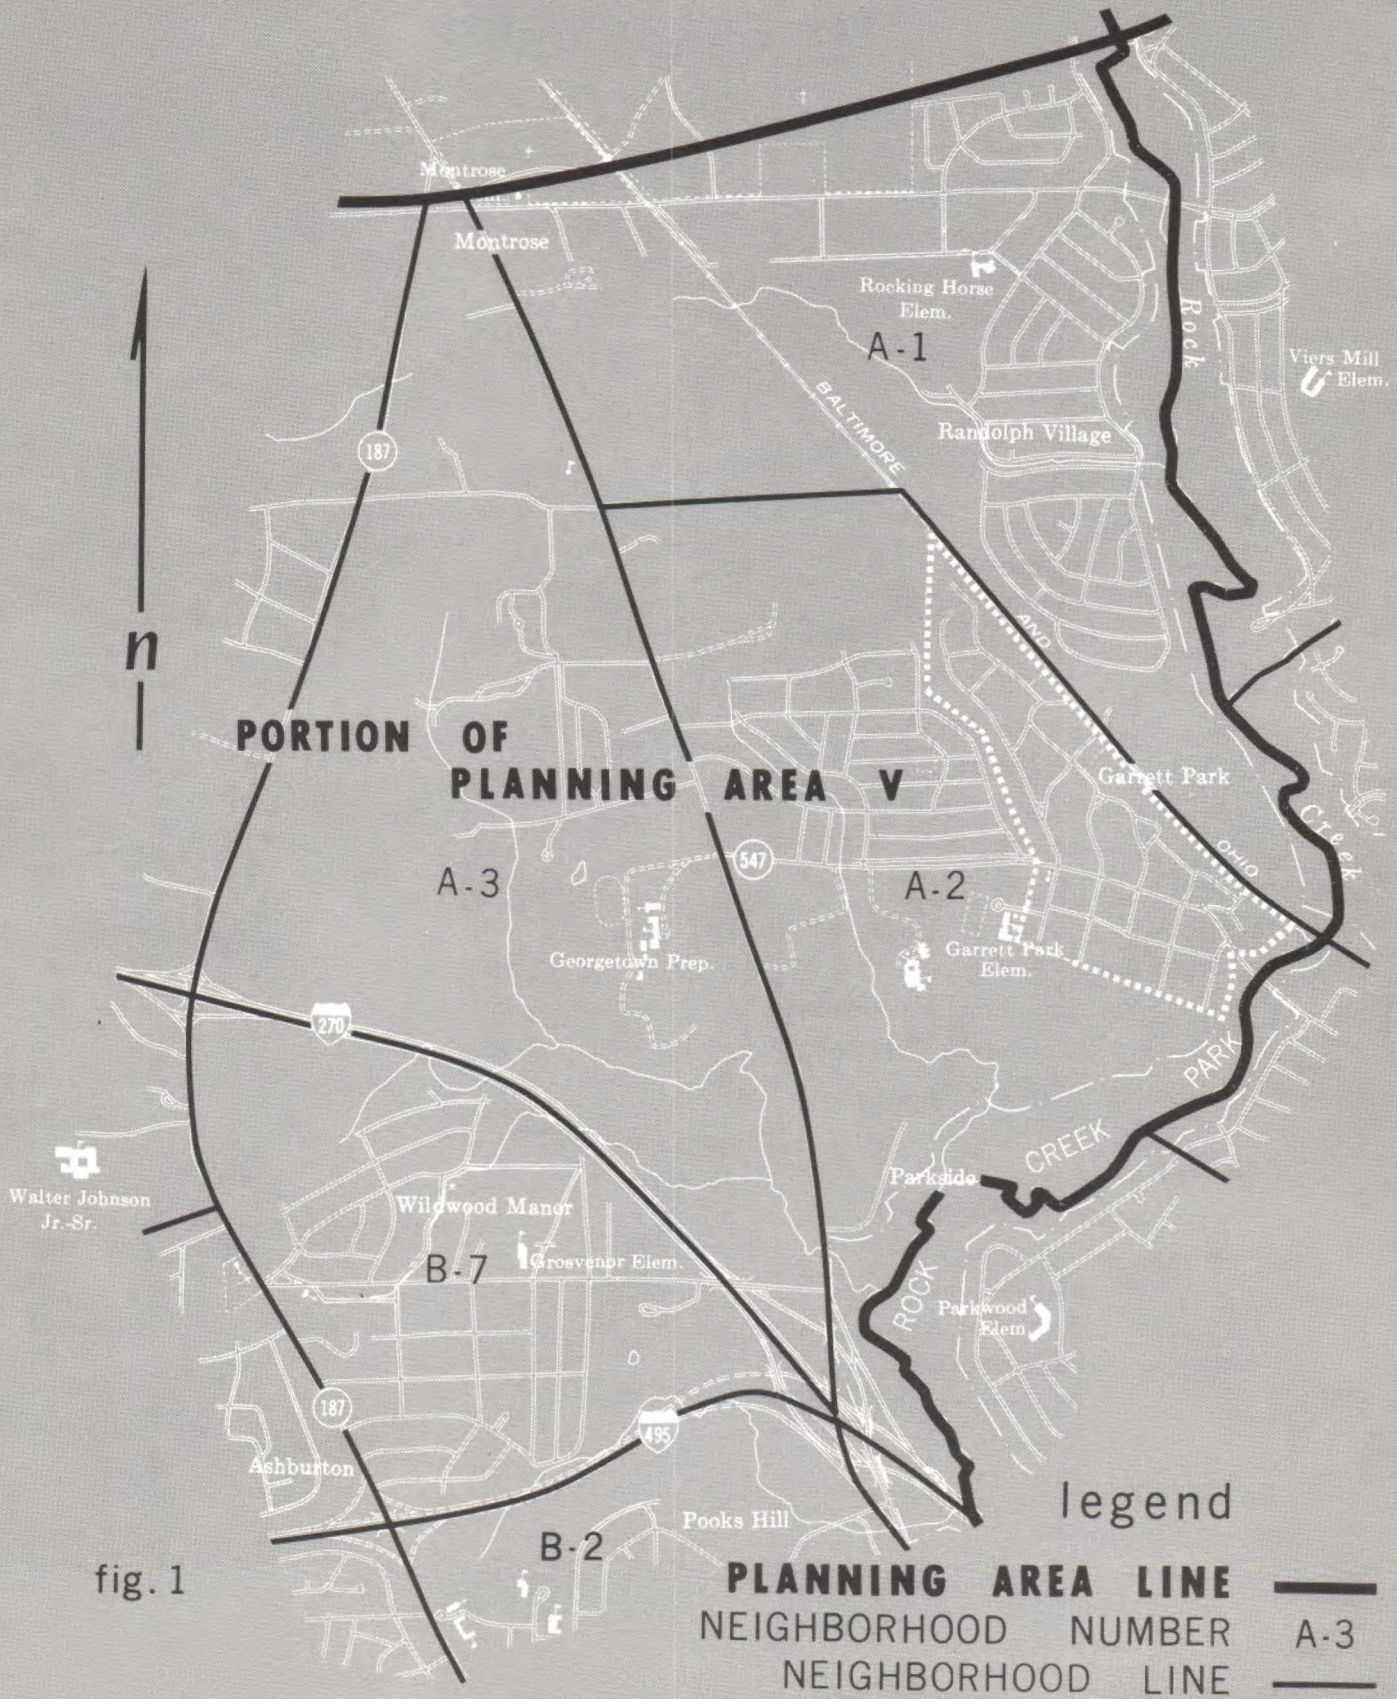 Montrose
Montrose
Rocking Horse
Elem.
A-1
Rock
Viers Mill
Elem.
BALTIMORE
Randolph Village
187
n
AND
PORTION OF
PLANNING AREA V
Garrett Park
Creek
OHIO
547
A-3
A-2
Georgetown Prep.
Garrett Park
Elem.
270
PARK
CREEK
Parkside
Walter Johnson
Jr.-Sr.
Wildwood Manor
B-7
Grosvenor Elem.
ROCK
Parkwood
Elem
187
495
Ashburton
Pooks Hill
B-2
fig. 1
legend
PLANNING AREA LINE
NEIGHBORHOOD NUMBER A-3
NEIGHBORHOOD LINE